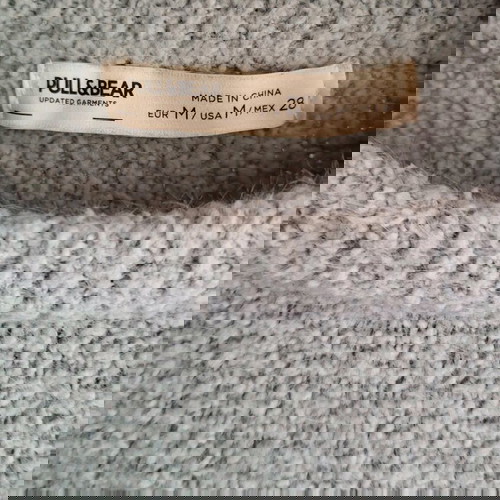 PULL&BEAR
UPDATED GARMENTS
MADE IN CHINA
EUR M / USA M / MEX 28